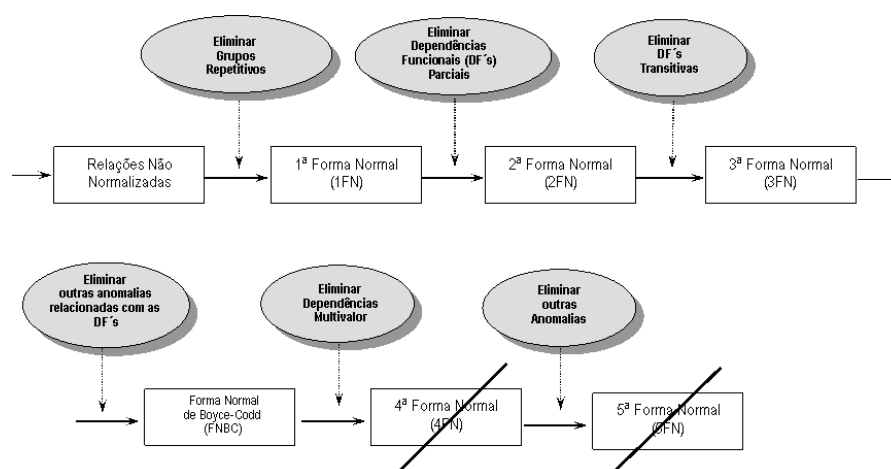 Eliminar
Grupos
Repetitivos
Eliminar
Dependências
Funcionais (DF´s)
Parciais
Eliminar
DF´s
Transitivas
Relações Não
Normalizadas
1ª Forma Normal
(1FN)
2ª Forma Normal
(2FN)
3ª Forma Normal
(3FN)
Eliminar
outras anomalias
relacionadas com as
DF´s
Eliminar
Dependências
Multivalor
Eliminar
outras
Anomalias
Forma Normal
de Boyce-Codd
(FNBC)
4ª Forma Normal
(4FN)
5ª Forma Normal
(5FN)